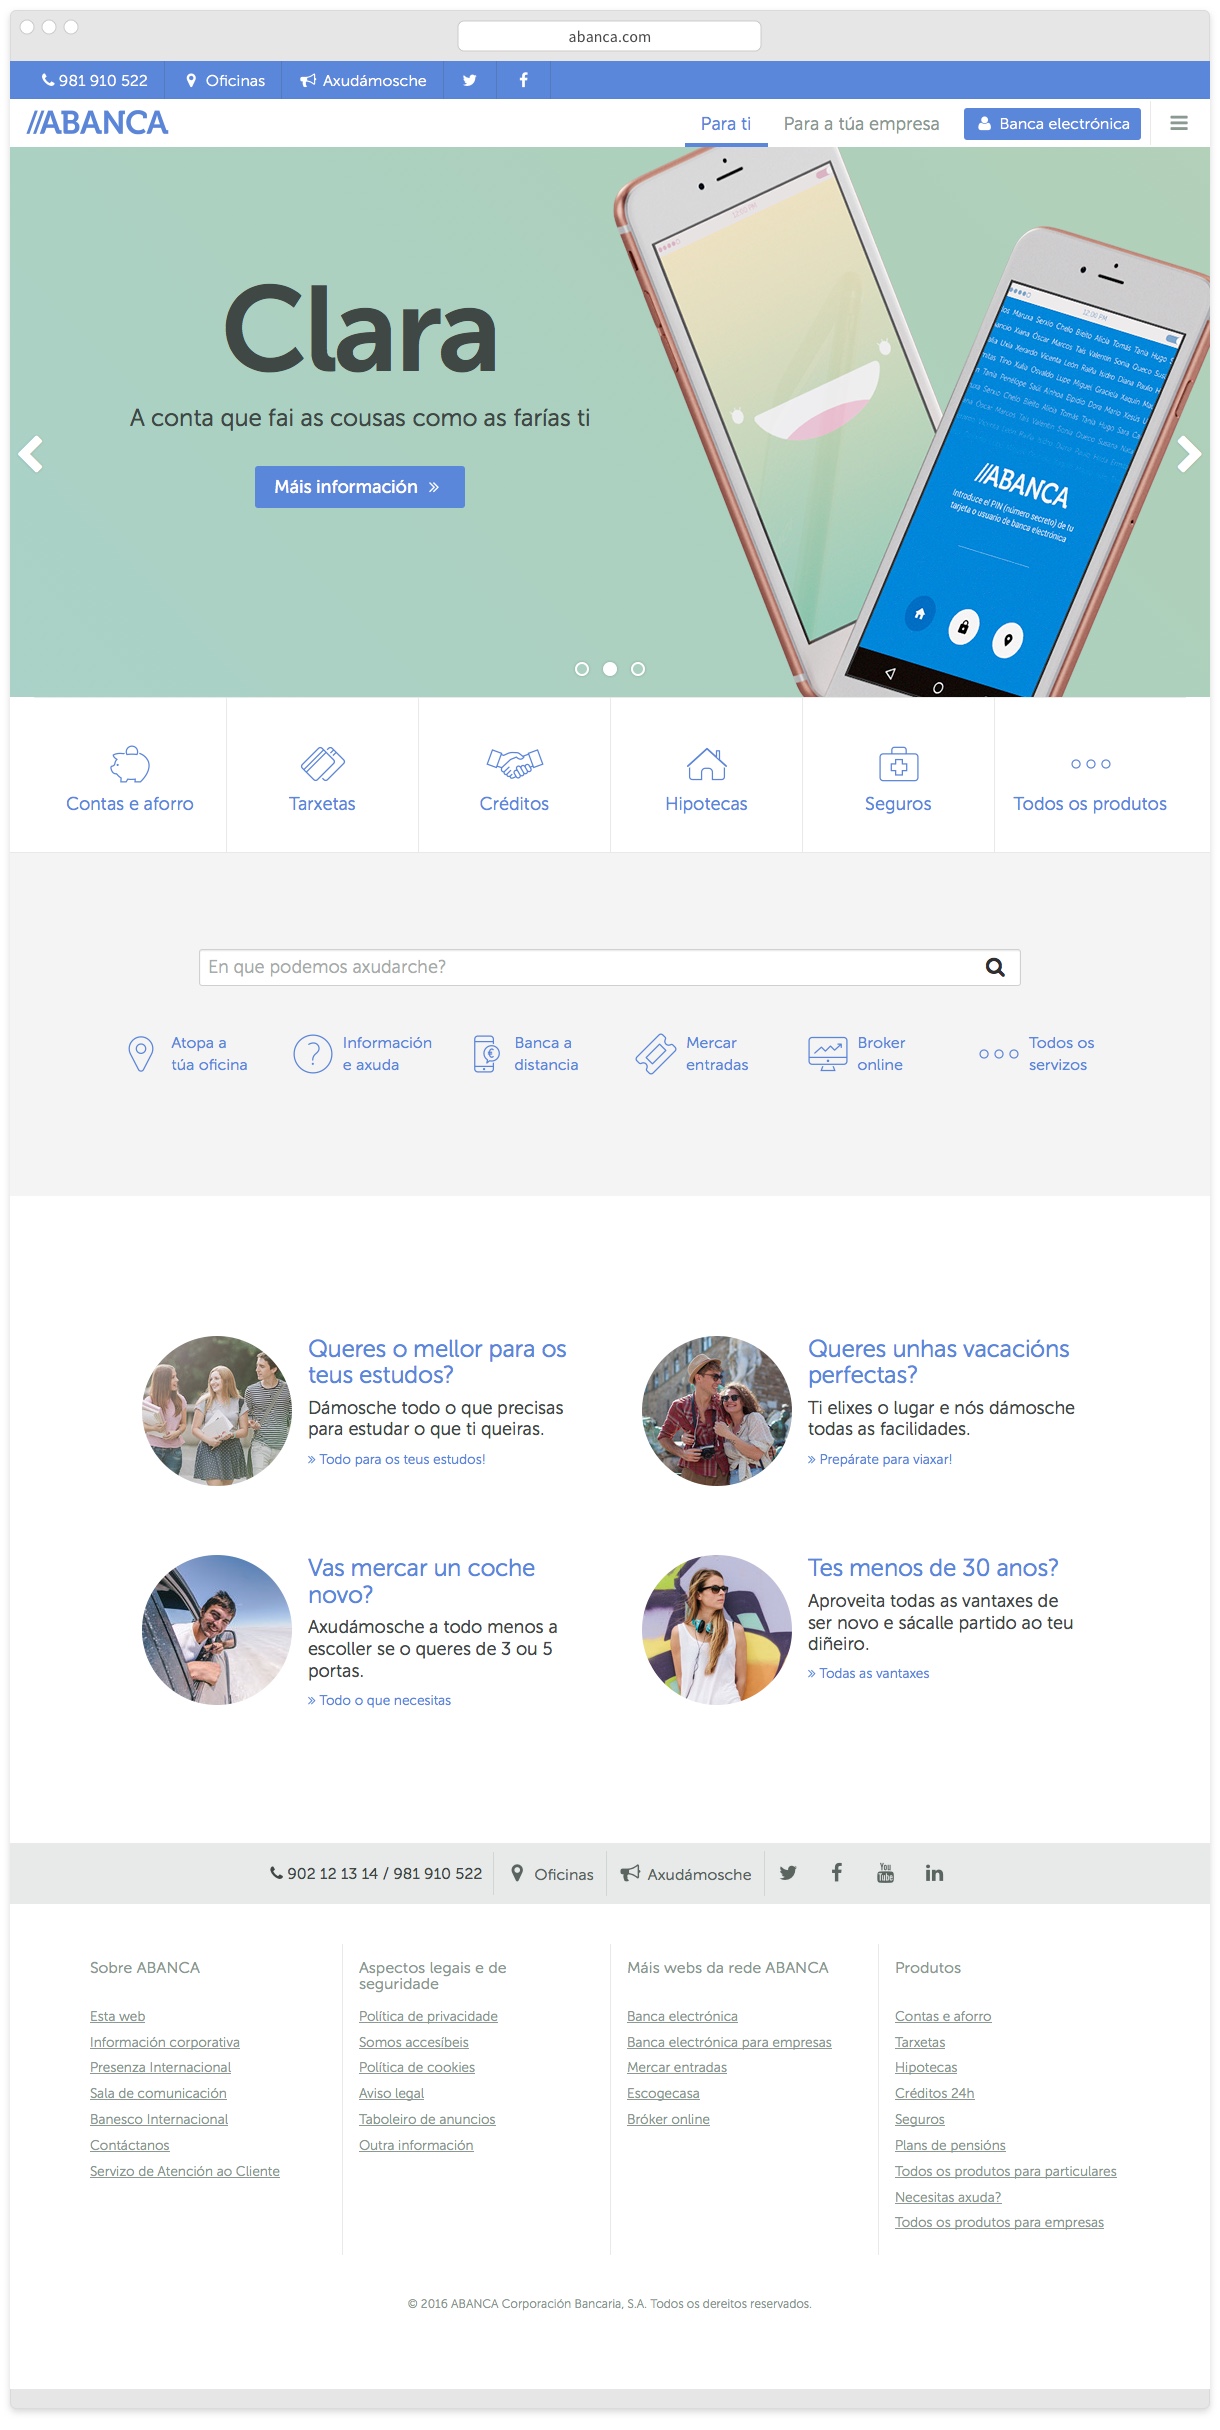 abanca.com
981 910 522
Oficinas
Axudámosche
//ABANCA
Para ti
Para a túa empresa
Banca electrónica
Clara
A conta que fai as cousas como as farías ti
Máis información »
12:00 PM
//ABANCA
Introduce el PIN (número secreto) de tu
tarjeta o usuario de banca electrónica
Contas e aforro
Tarxetas
Créditos
Hipotecas
Seguros
Todos os produtos
En que podemos axudarche?
Atopa a
túa oficina
Información
e axuda
Banca a
distancia
Mercar
entradas
Broker
online
Todos os
servizos
Queres o mellor para os
teus estudos?
Dámosche todo o que precisas
para estudar o que ti queiras.
» Todo para os teus estudos!
Queres unhas vacacións
perfectas?
Ti elixes o lugar e nós dámosche
todas as facilidades.
» Prepárate para viaxar!
Vas mercar un coche
novo?
Axudámosche a todo menos a
escoller se o queres de 3 ou 5
portas.
» Todo o que necesitas
Tes menos de 30 anos?
Aproveita todas as vantaxes de
ser novo e sácalle partido ao teu
diñeiro.
» Todas as vantaxes
902 12 13 14 / 981 910 522
Oficinas
Axudámosche
You Tube
Sobre ABANCA
Esta web
Información corporativa
Presenza Internacional
Sala de comunicación
Banesco Internacional
Contáctanos
Servizo de Atención ao Cliente
Aspectos legais e de
seguridade
Política de privacidade
Somos accesíbeis
Política de cookies
Aviso legal
Taboleiro de anuncios
Outra información
Máis webs da rede ABANCA
Banca electrónica
Banca electrónica para empresas
Mercar entradas
Escogecasa
Bróker online
Produtos
Contas e aforro
Tarxetas
Hipotecas
Créditos 24h
Seguros
Plans de pensións
Todos os produtos para particulares
Necesitas axuda?
Todos os produtos para empresas
© 2016 ABANCA Corporación Bancaria, S.A. Todos os dereitos reservados.